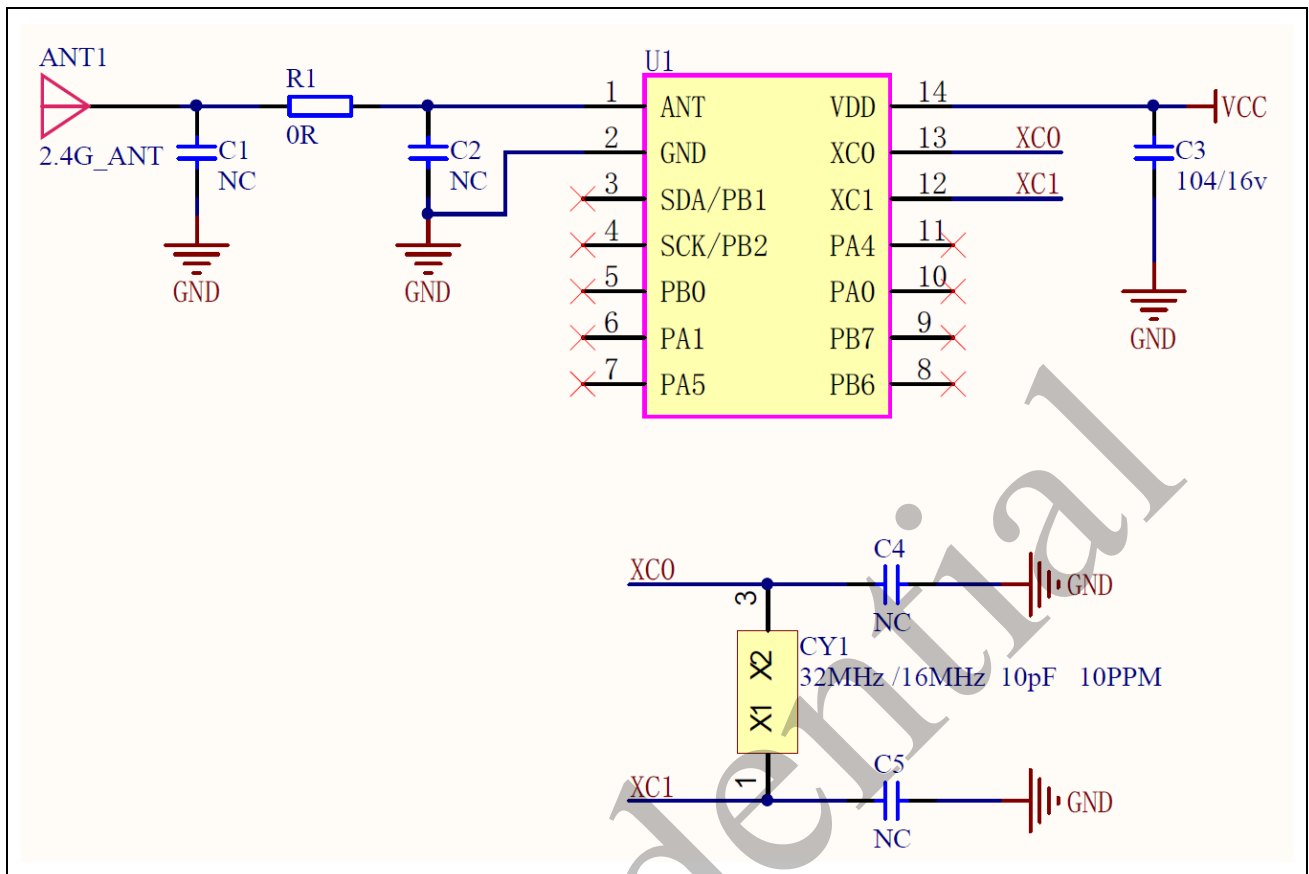 ANT1
2.4G_ANT
C1
NC
GND
R1
0R
C2
NC
GND
U1
1 ANT VDD 14
2 GND XC0 13 XC0
3 SDA/PB1 XC1 12 XC1
4 SCK/PB2 PA4 11
5 PB0 PA0 10
6 PA1 PB7 9
7 PA5 PB6 8
VCC
C3
104/16v
GND
XC0
C4
NC
GND
3
X2
X1
1
CY1
32MHz /16MHz 10pF 10PPM
XC1
C5
NC
GND
dential